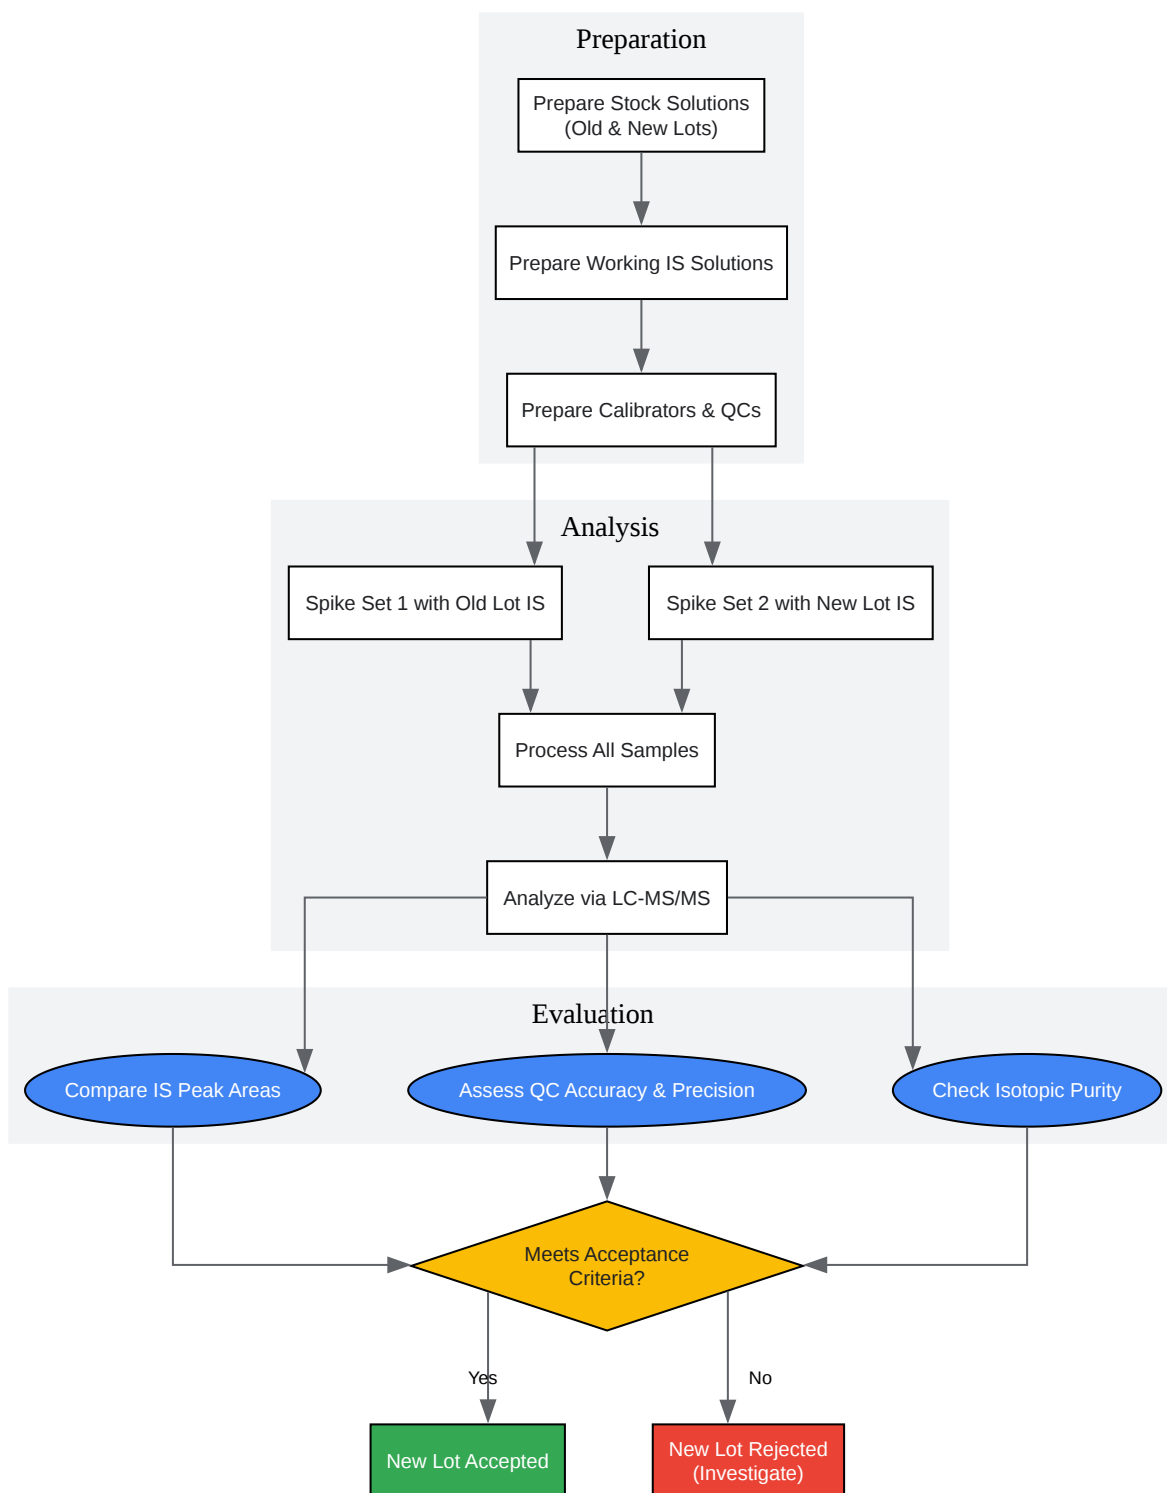 Preparation
Prepare Stock Solutions
(Old & New Lots)
Prepare Working IS Solutions
Prepare Calibrators & QCs
Analysis
Spike Set 1 with Old Lot IS
Spike Set 2 with New Lot IS
Process All Samples
Analyze via LC-MS/MS
Evaluation
Compare IS Peak Areas
Assess QC Accuracy & Precision
Check Isotopic Purity
Meets Acceptance
Criteria?
Yes
No
New Lot Accepted
New Lot Rejected
(Investigate)